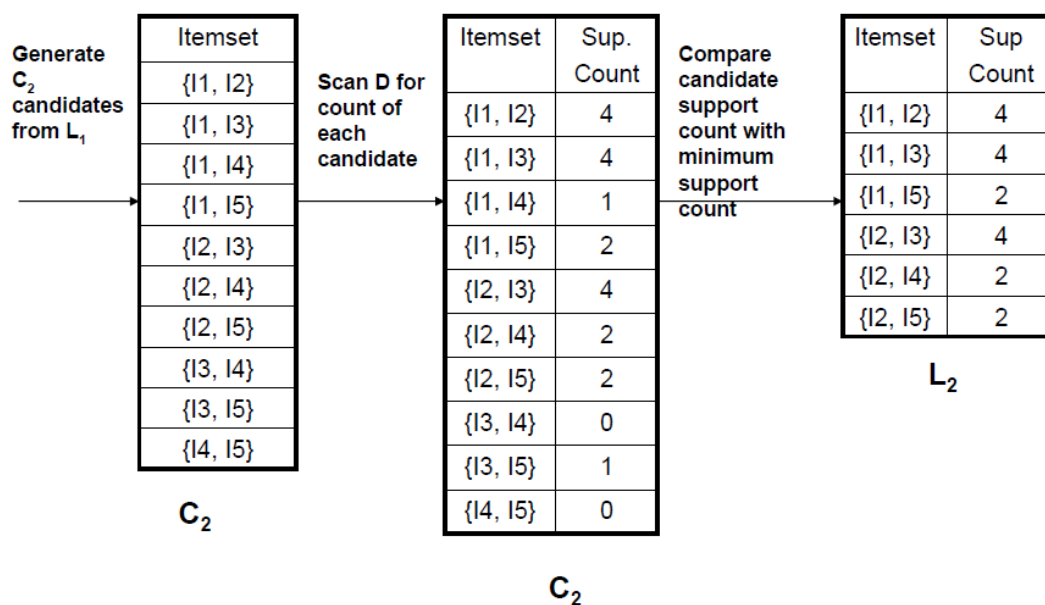 Generate
C2
candidates
from L1
Itemset
{I1, I2}
{I1, I3}
{I1, I4}
{I1, I5}
{I2, I3}
{I2, I4}
{I2, I5}
{I3, I4}
{I3, I5}
{I4, I5}
C2
Scan D for
count of
each
candidate
Itemset Sup.
Count
{I1, I2} 4
{I1, I3} 4
{I1, I4} 1
{I1, I5} 2
{I2, I3} 4
{I2, I4} 2
{I2, I5} 2
{I3, I4} 0
{I3, I5} 1
{I4, I5} 0
C2
Compare
candidate
support
count with
minimum
support
count
Itemset Sup
Count
{I1, I2} 4
{I1, I3} 4
{I1, I5} 2
{I2, I3} 4
{I2, I4} 2
{I2, I5} 2
L2